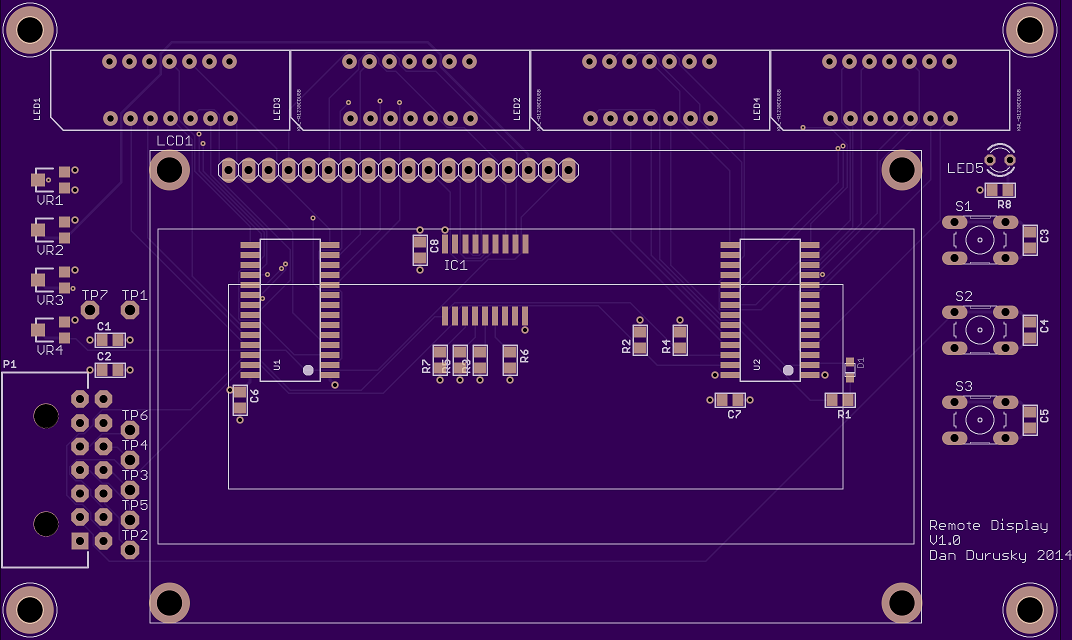 LED1
LED3
LED2
LED4
LCD1
LED5
R8
VR1
S1
C3
VR2
C8
IC1
VR3
TP7
TP1
S2
C4
C1
VR4
R2
R4
C2
P1
U1
R7
R5
R3
R6
U2
D1
S3
C6
C7
R1
C5
TP6
TP4
TP3
TP5
TP2
Remote Display
V1.0
Dan Durusky 2014